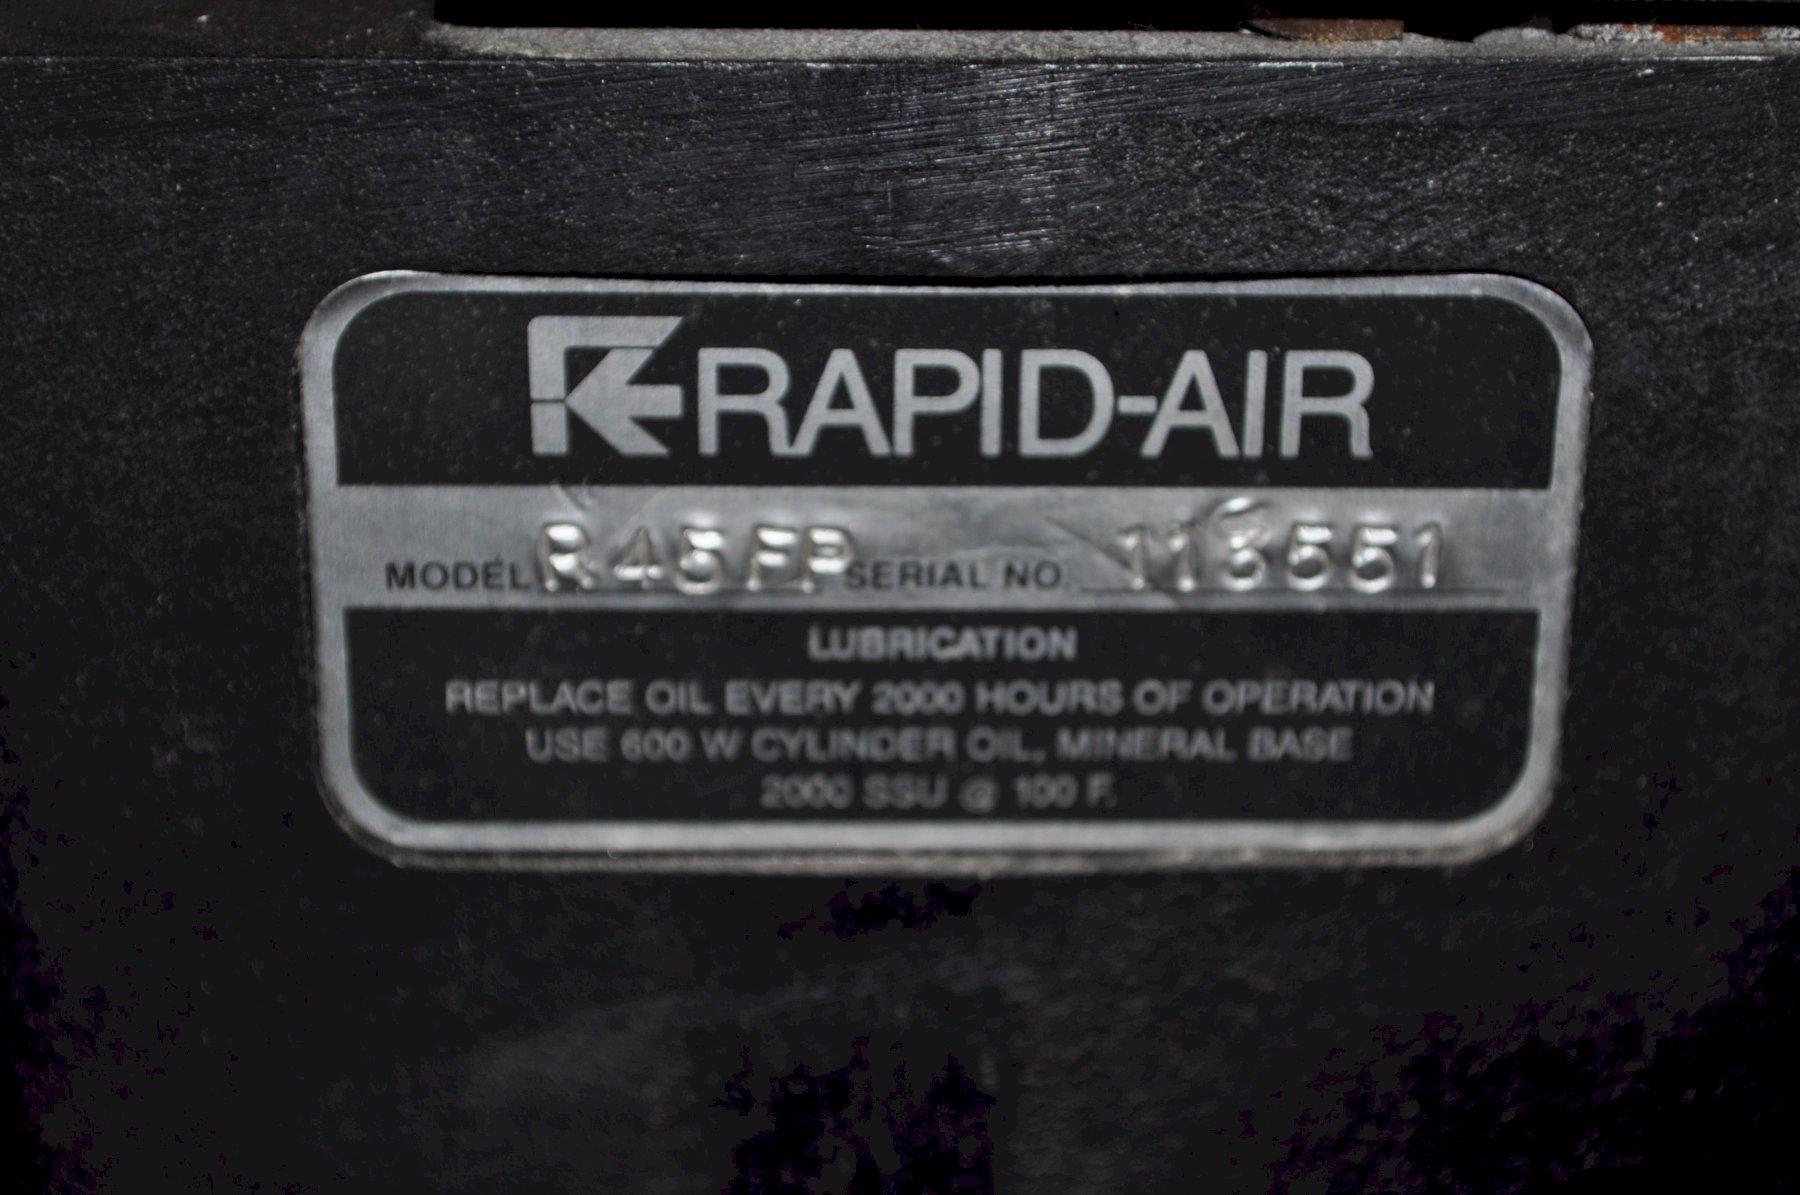 RAPID-AIR
MODEL R45FP SERIAL NO.
LUBRICATION
REPLACE OIL EVERY 2000 HOURS OF OPERATION
USE 600 W CYLINDER OIL, MINERAL BASE
2000 SSU @ 100 F.